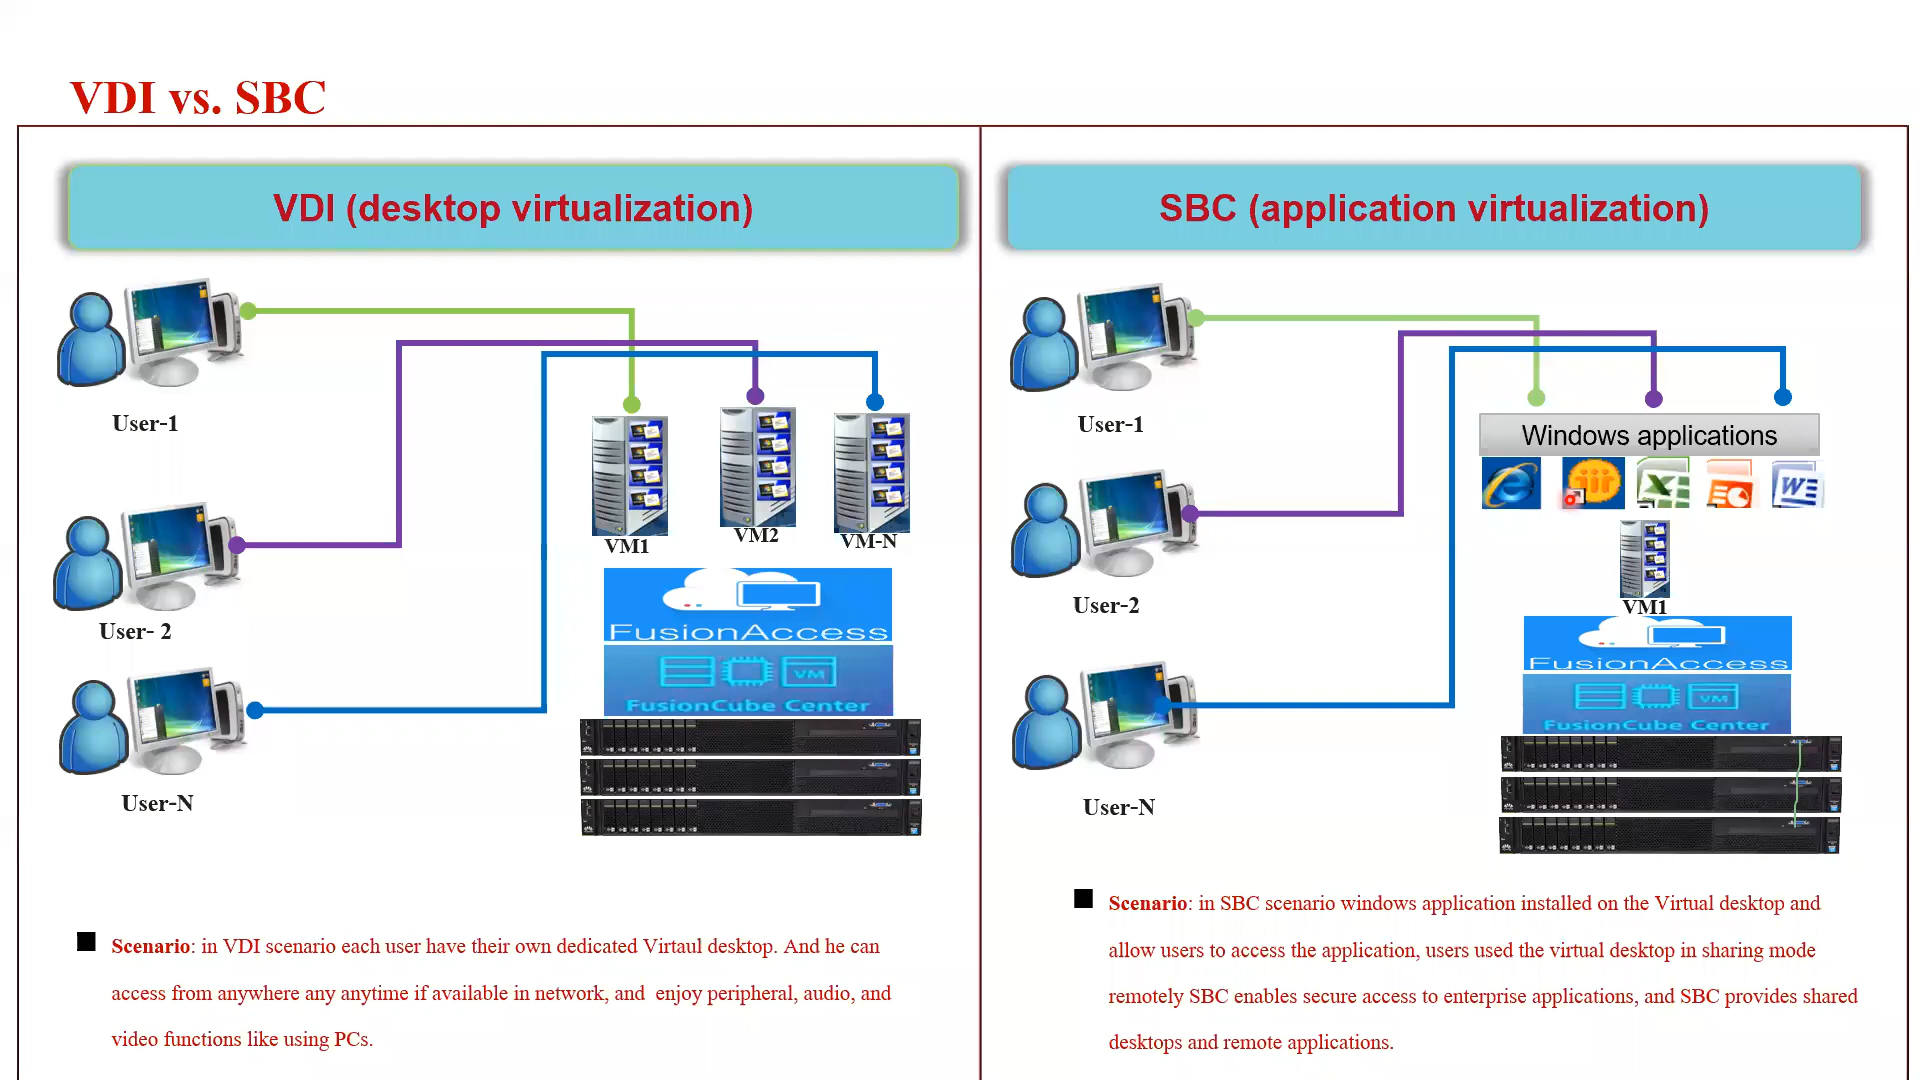 VDI vs. SBC
VDI (desktop virtualization)
User-1
User- 2
User-N
VM1
VM2
VM-N
FusionAccess
VM
FusionCube Center
Scenario: in VDI scenario each user have their own dedicated Virtaul desktop. And he can
access from anywhere any anytime if available in network, and  enjoy peripheral, audio, and
video functions like using PCs.
SBC (application virtualization)
User-1
User-2
User-N
Windows applications
VM1
FusionAccess
VM
FusionCube Center
Scenario: in SBC scenario windows application installed on the Virtual desktop and
allow users to access the application, users used the virtual desktop in sharing mode
remotely SBC enables secure access to enterprise applications, and SBC provides shared
desktops and remote applications.